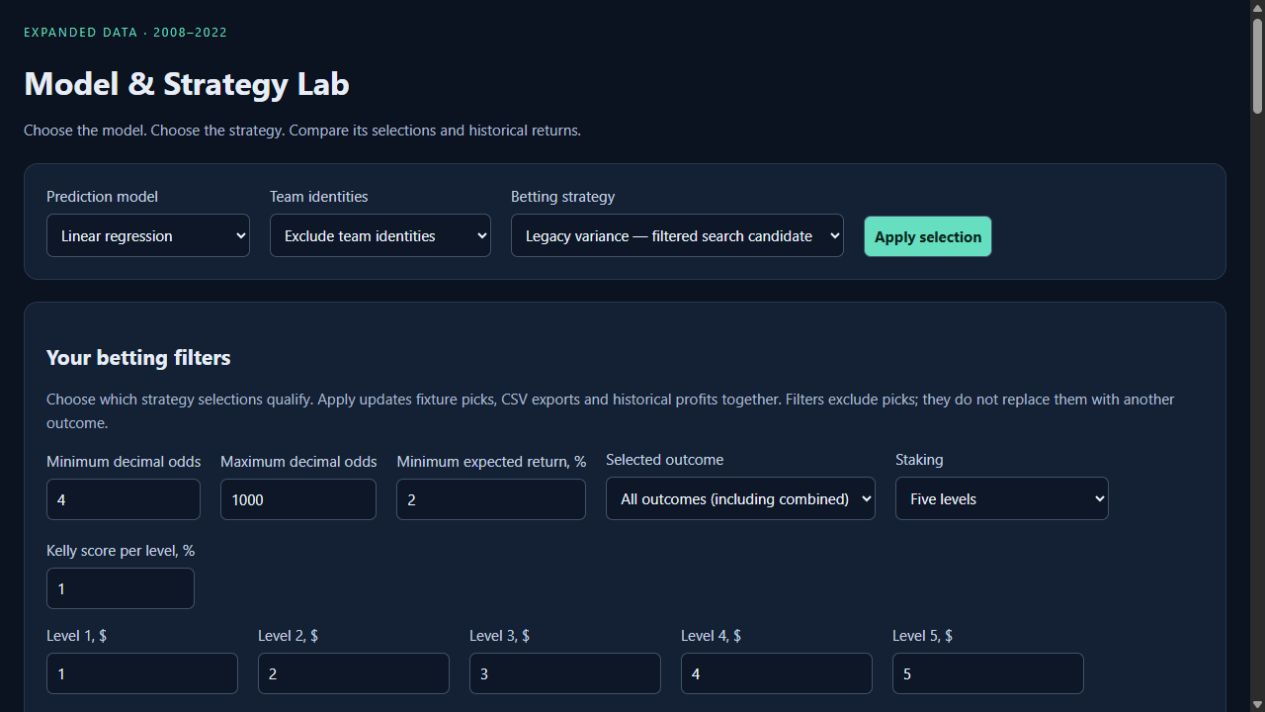 EXPANDED DATA · 2008–2022
Model & Strategy Lab
Choose the model. Choose the strategy. Compare its selections and historical returns.
Prediction model
Team identities
Betting strategy
Linear regression
Exclude team identities
Legacy variance — filtered search candidate
Apply selection
Your betting filters
Choose which strategy selections qualify. Apply updates fixture picks, CSV exports and historical profits together. Filters exclude picks; they do not replace them with another
outcome.
Minimum decimal odds
Maximum decimal odds
Minimum expected return, %
Selected outcome
Staking
4
1000
2
All outcomes (including combined)
Five levels
Kelly score per level, %
1
Level 1, $
Level 2, $
Level 3, $
Level 4, $
Level 5, $
1
2
3
4
5